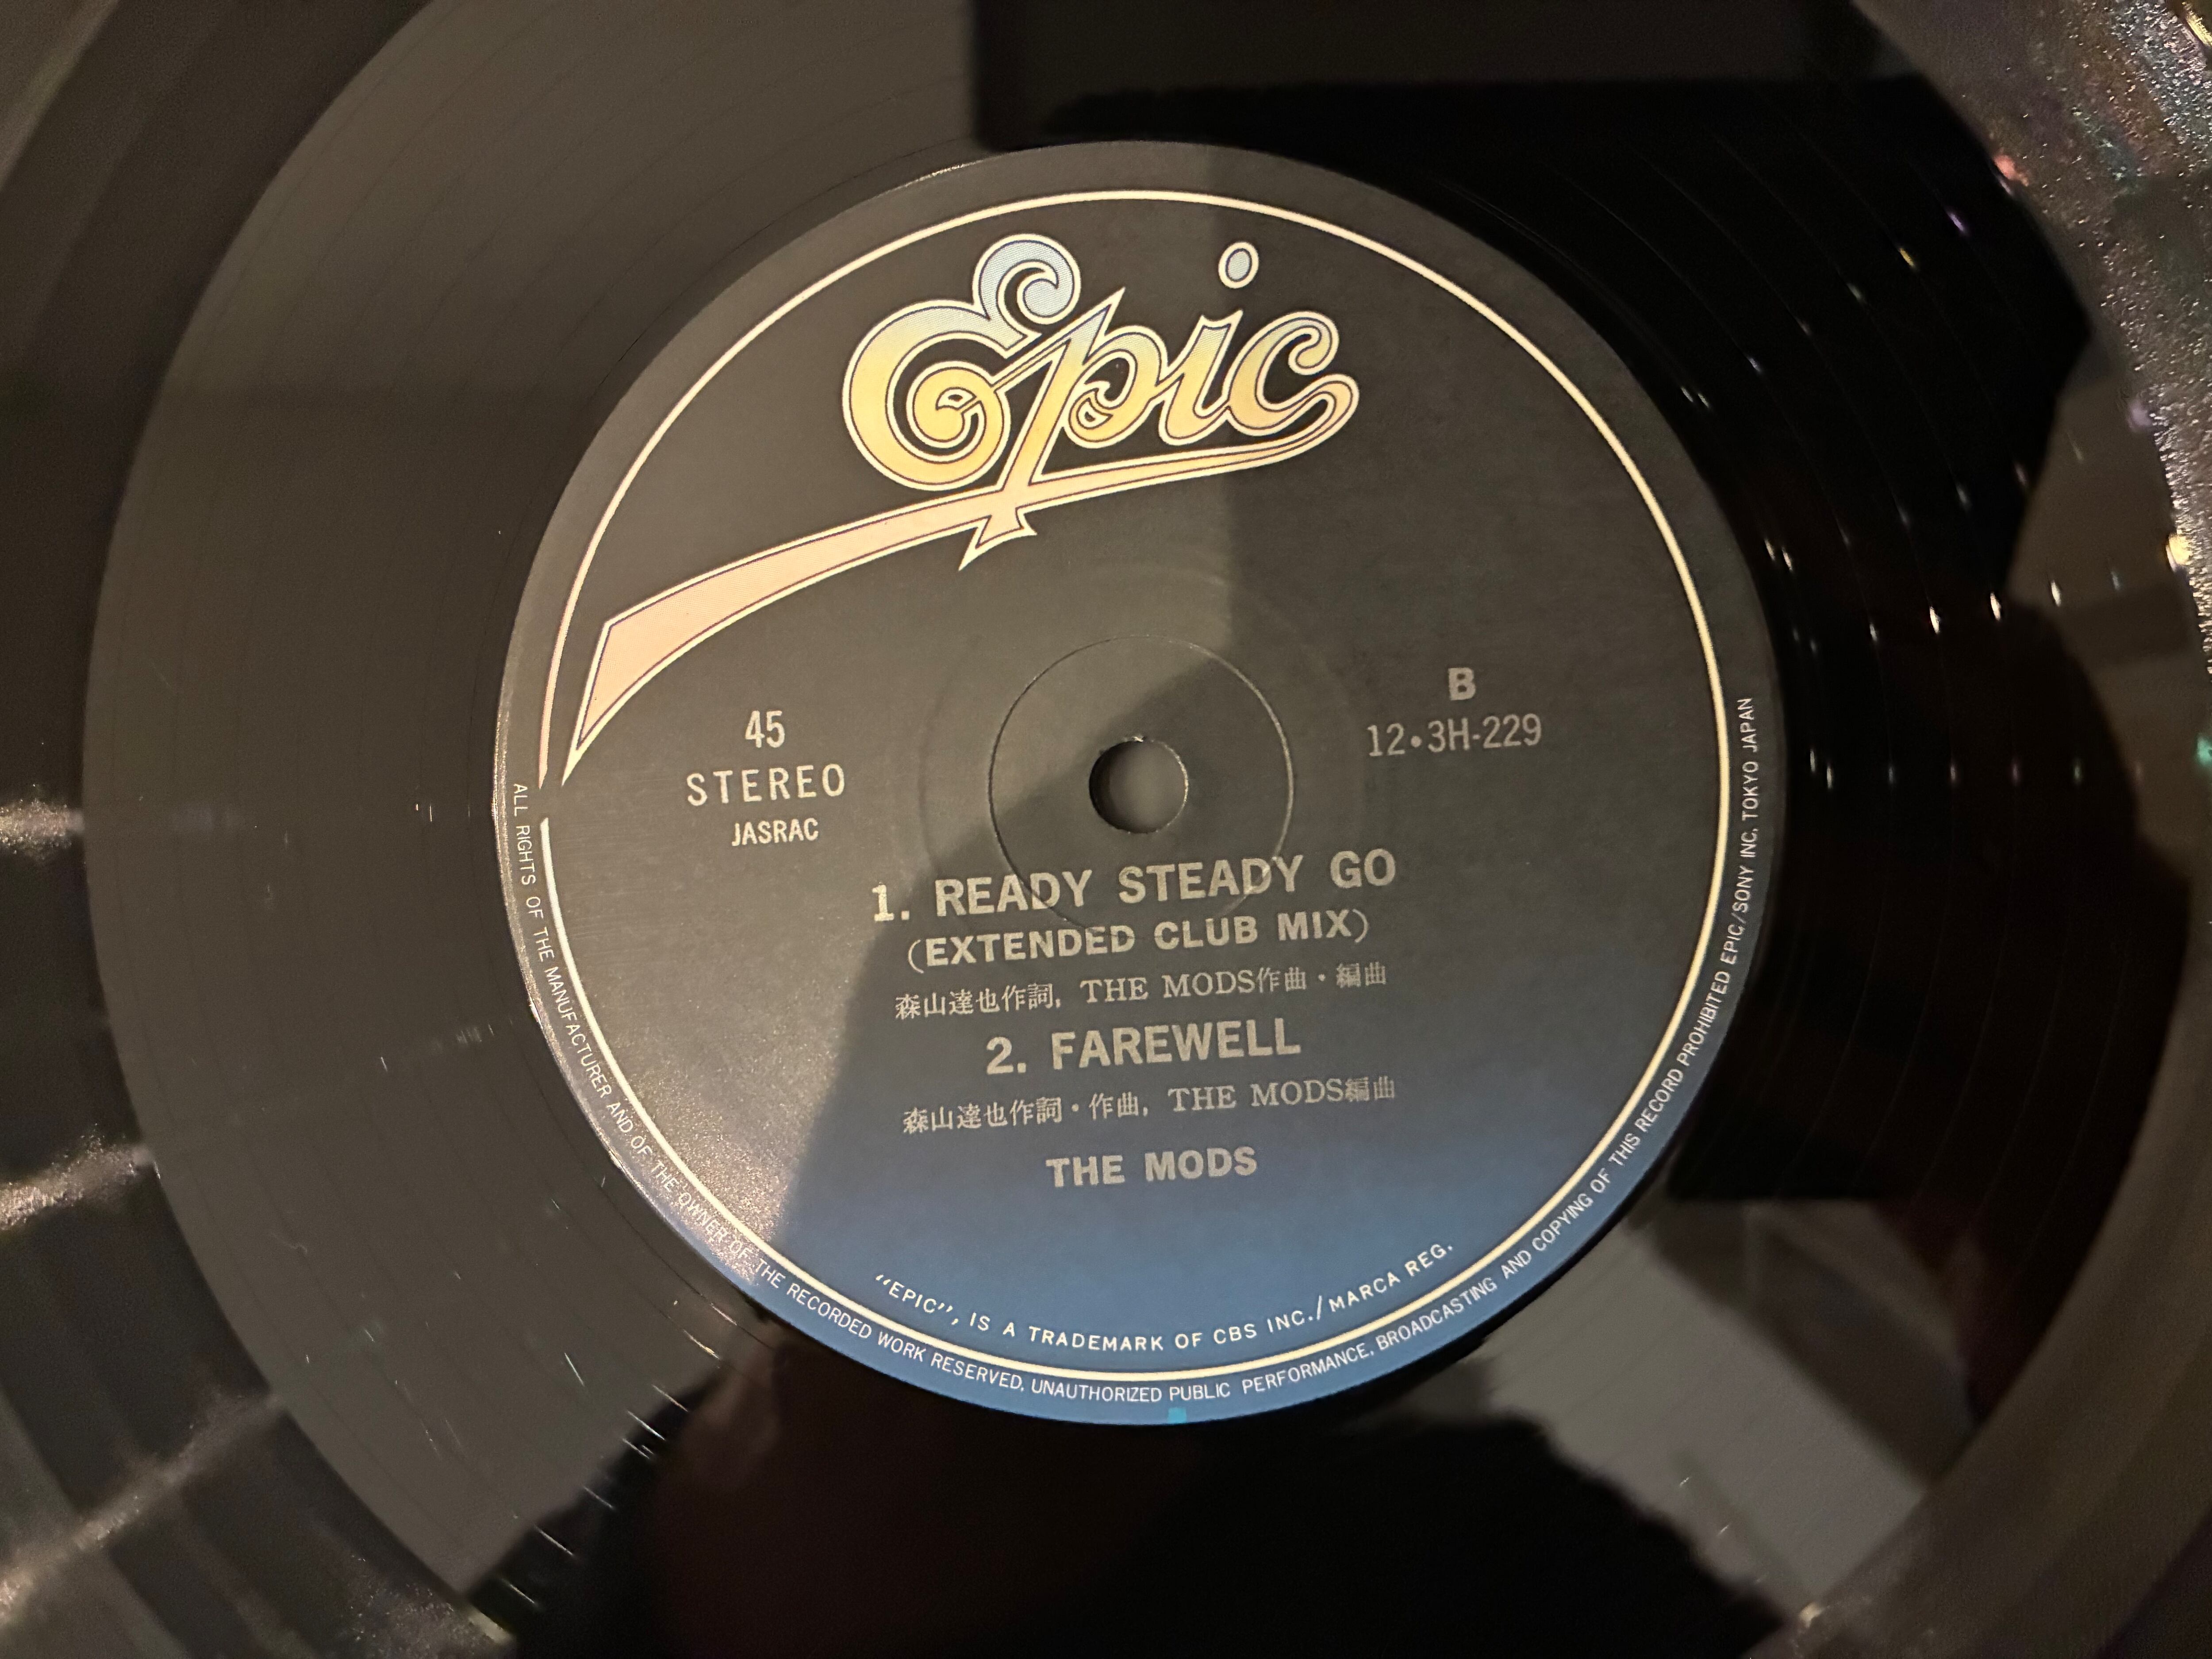 Epic
45
STEREO
JASRAC
B
12・3H-229
1. READY STEADY GO
(EXTENDED CLUB MIX)
森山達也作詞, THE MODS作曲・編曲
2. FAREWELL
森山達也作詞・作曲, THE MODS編曲
THE MODS
"EPIC", IS A TRADEMARK OF CBS INC./MARCA REG.
ALL RIGHTS OF THE MANUFACTURER AND OF THE OWNER OF THE RECORDED WORK RESERVED, UNAUTHORIZED PUBLIC PERFORMANCE, BROADCASTING AND COPYING OF THIS RECORD PROHIBITED EPIC/SONY INC, TOKYO JAPAN